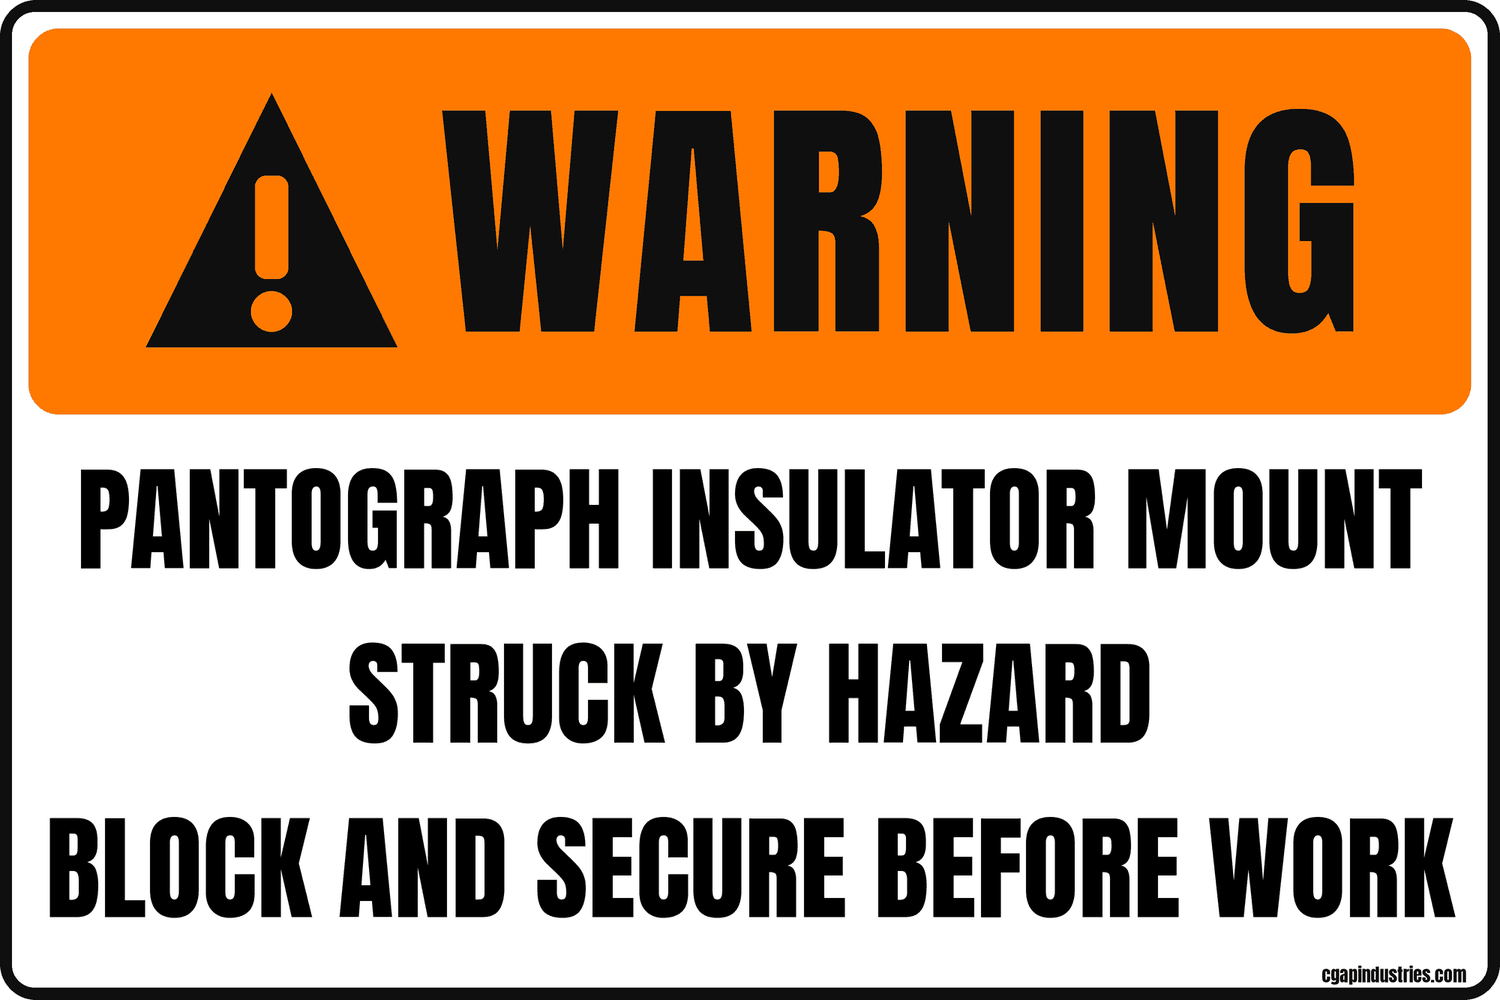 WARNING
PANTOGRAPH INSULATOR MOUNT
STRUCK BY HAZARD
BLOCK AND SECURE BEFORE WORK
cgapindustries.com